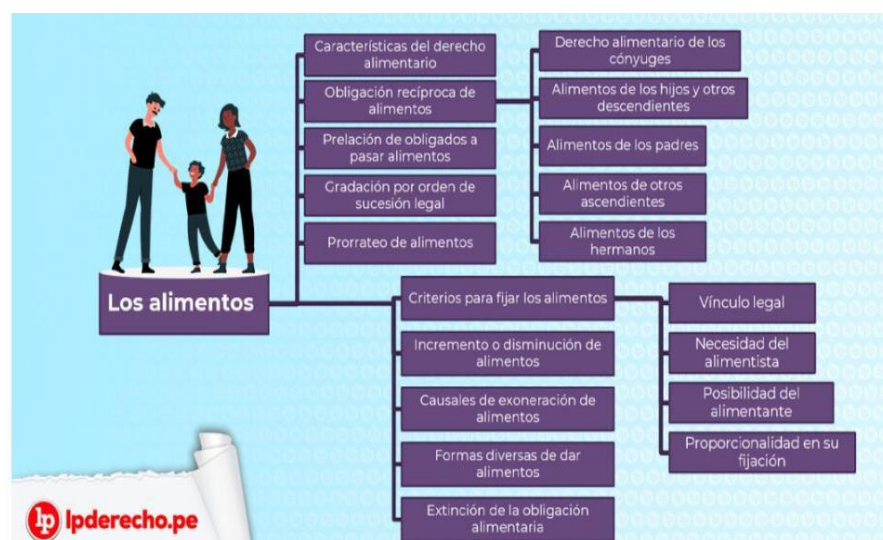 Los alimentos
Características del derecho
alimentario
Obligación recíproca de
alimentos
Prelación de obligados a
pasar alimentos
Gradación por orden de
sucesión legal
Prorrateo de alimentos
Derecho alimentario de los
cónyuges
Alimentos de los hijos y otros
descendientes
Alimentos de los padres
Alimentos de otros
ascendientes
Alimentos de los
hermanos
Criterios para fijar los alimentos
Incremento o disminución de
alimentos
Causales de exoneración de
alimentos
Formas diversas de dar
alimentos
Extinción de la obligación
alimentaria
Vínculo legal
Necesidad del
alimentista
Posibilidad del
alimentante
Proporcionalidad en su
fijación
lp lpderecho.pe